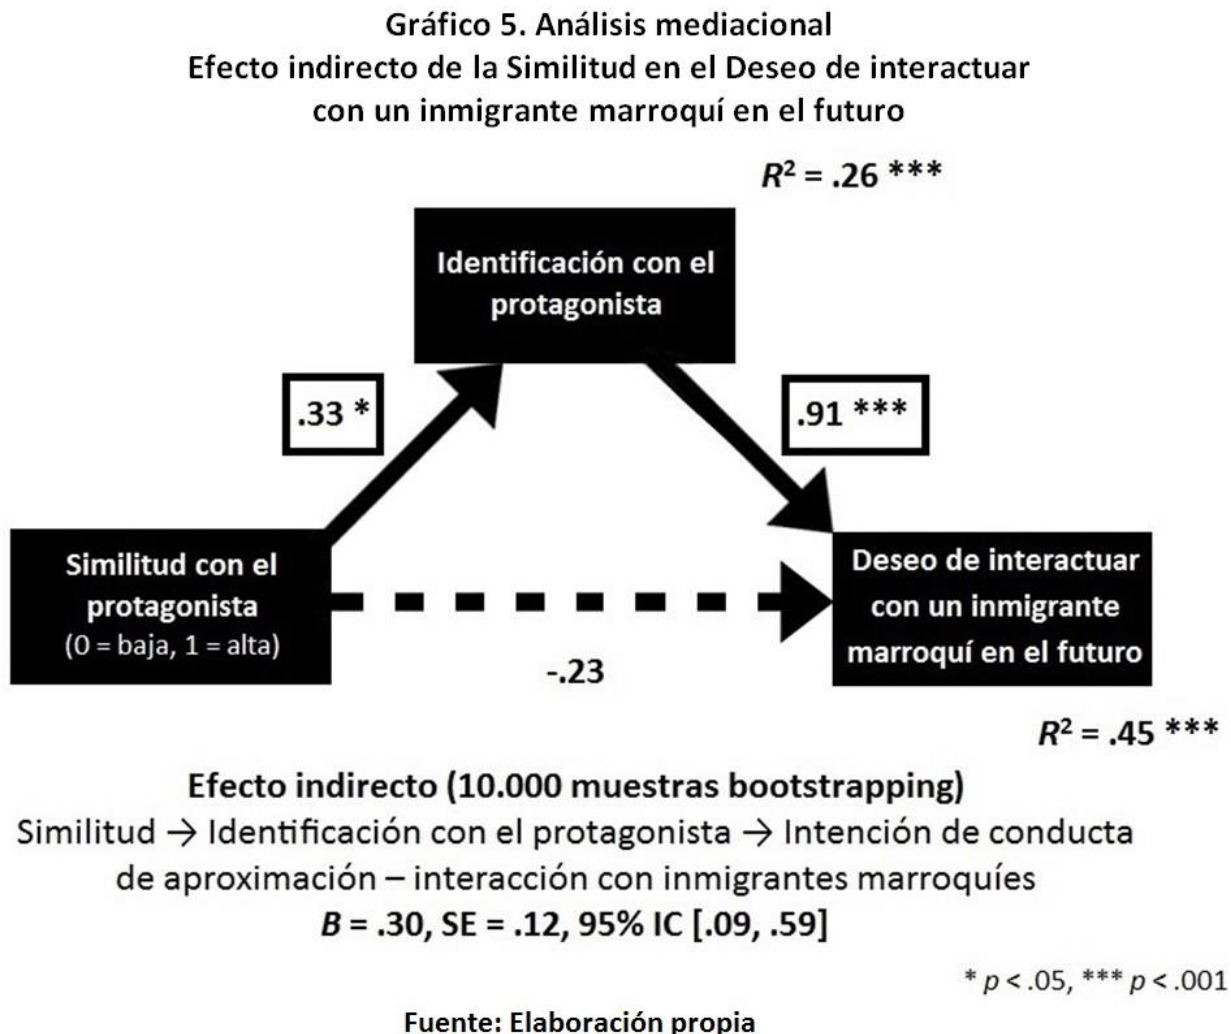 Gráfico 5. Análisis mediacional
Efecto indirecto de la Similitud en el Deseo de interactuar
con un inmigrante marroquí en el futuro
R² = .26 ***
Identificación con el
protagonista
.33 *
.91 ***
Similitud con el
protagonista
(0 = baja, 1 = alta)
Deseo de interactuar
con un inmigrante
marroquí en el futuro
-.23
R² = .45 ***
Efecto indirecto (10.000 muestras bootstrapping)
Similitud → Identificación con el protagonista → Intención de conducta
de aproximación – interacción con inmigrantes marroquíes
B = .30, SE = .12, 95% IC [.09, .59]
* p < .05, *** p < .001
Fuente: Elaboración propia